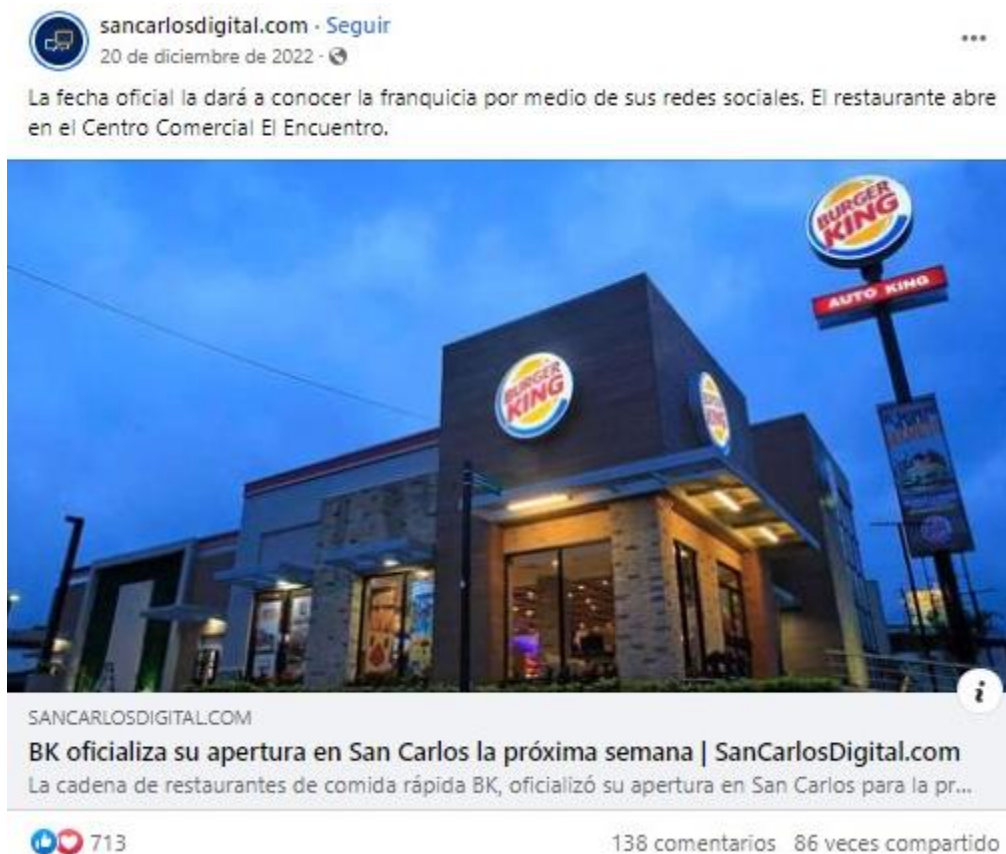 sancarlosdigital.com · Seguir
20 de diciembre de 2022 ·
La fecha oficial la dará a conocer la franquicia por medio de sus redes sociales. El restaurante abre
en el Centro Comercial El Encuentro.
BURGER
KING
AUTO KING
BURGER
KING
BURGER
KING
SANCARLOSDIGITAL.COM
BK oficializa su apertura en San Carlos la próxima semana | SanCarlosDigital.com
La cadena de restaurantes de comida rápida BK, oficializó su apertura en San Carlos para la pr...
713
138 comentarios 86 veces compartido